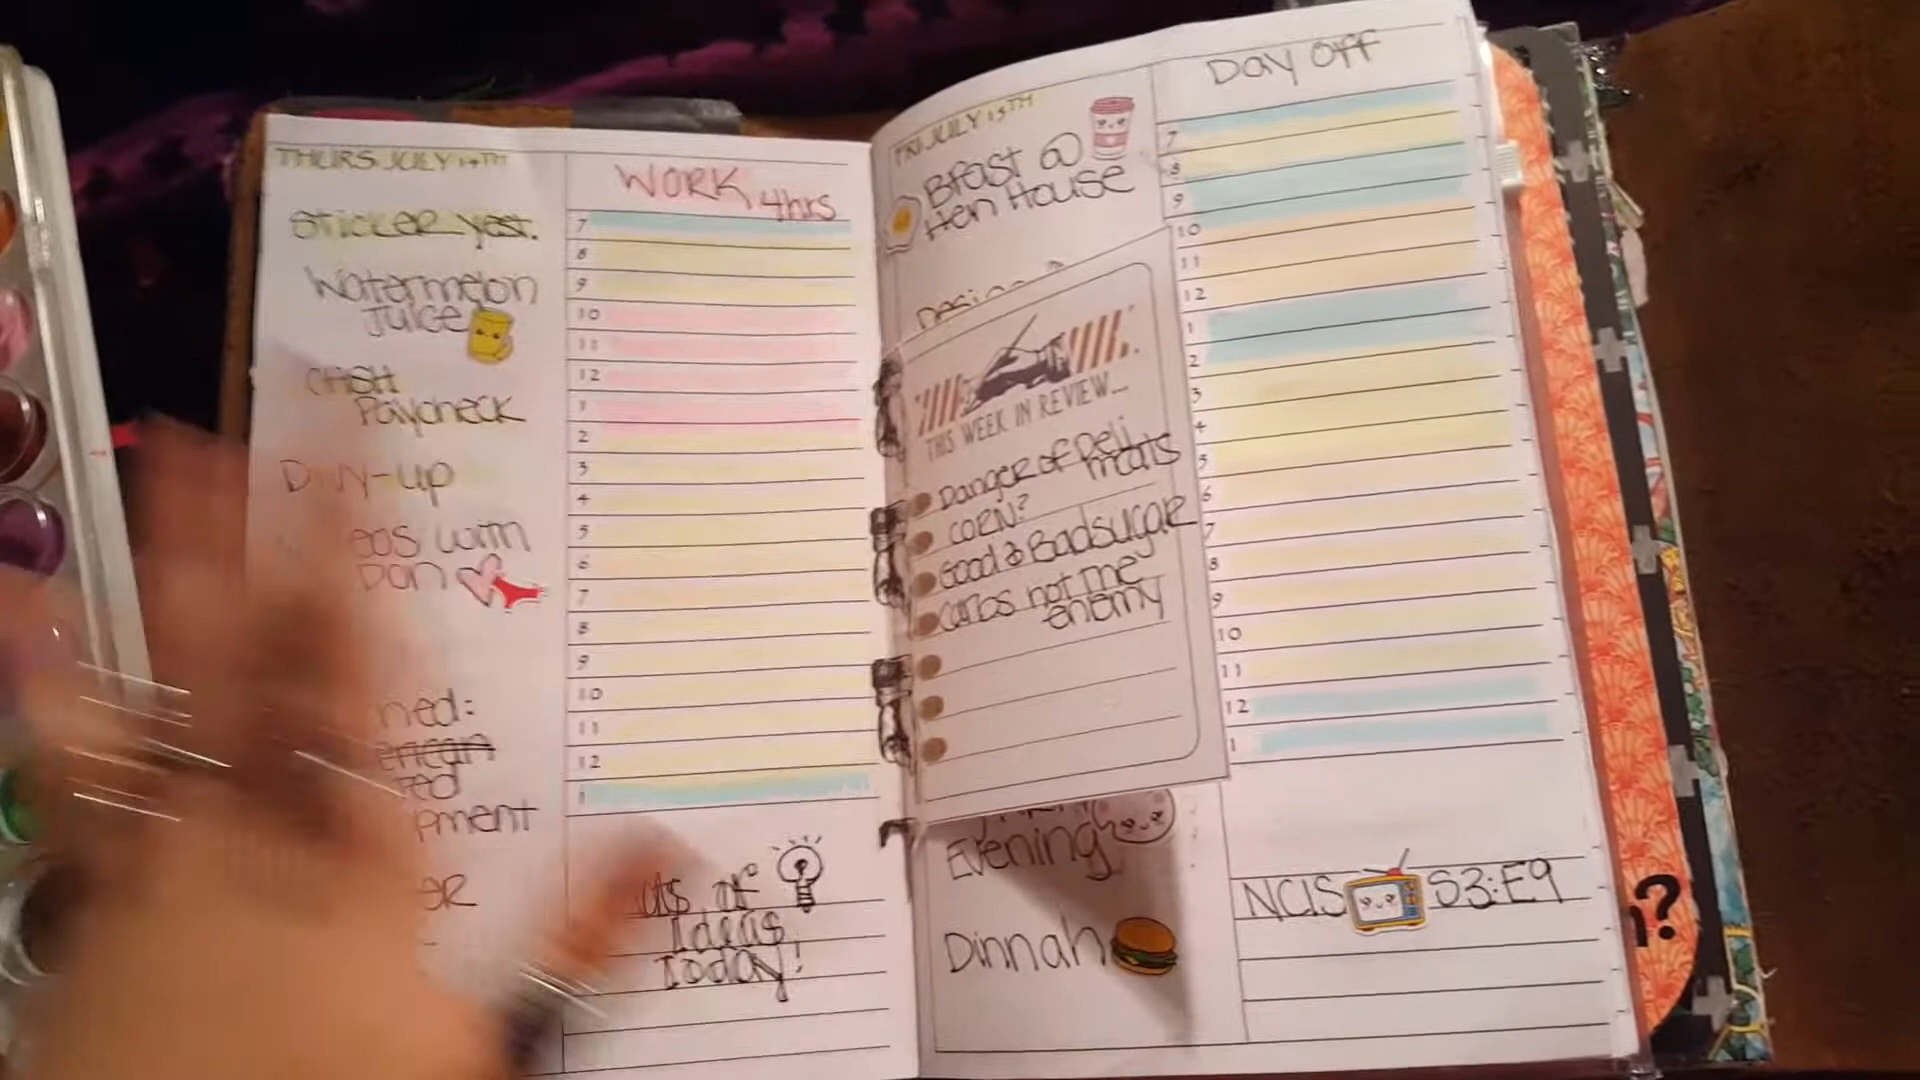 THURS. JULY 14TH
Sticker yest.
Watermelon
Juice
Cash
Paycheck
with
ned:
pment
WORK 4hrs
7
8
9
10
11
12
1
2
3
4
5
6
7
8
9
10
11
12
1
Ideas
Today!
FRI JULY 15TH
Bfast @
Hen House
THIS WEEK IN REVIEW...
Danger of Deli
meats
CORN?
Good & Bad sugar
Carbs not the
enemy
Evening
Dinnah
Day Off
7
8
9
10
11
12
1
2
3
4
5
6
7
8
9
10
11
12
1
NCIS S3:E9
?